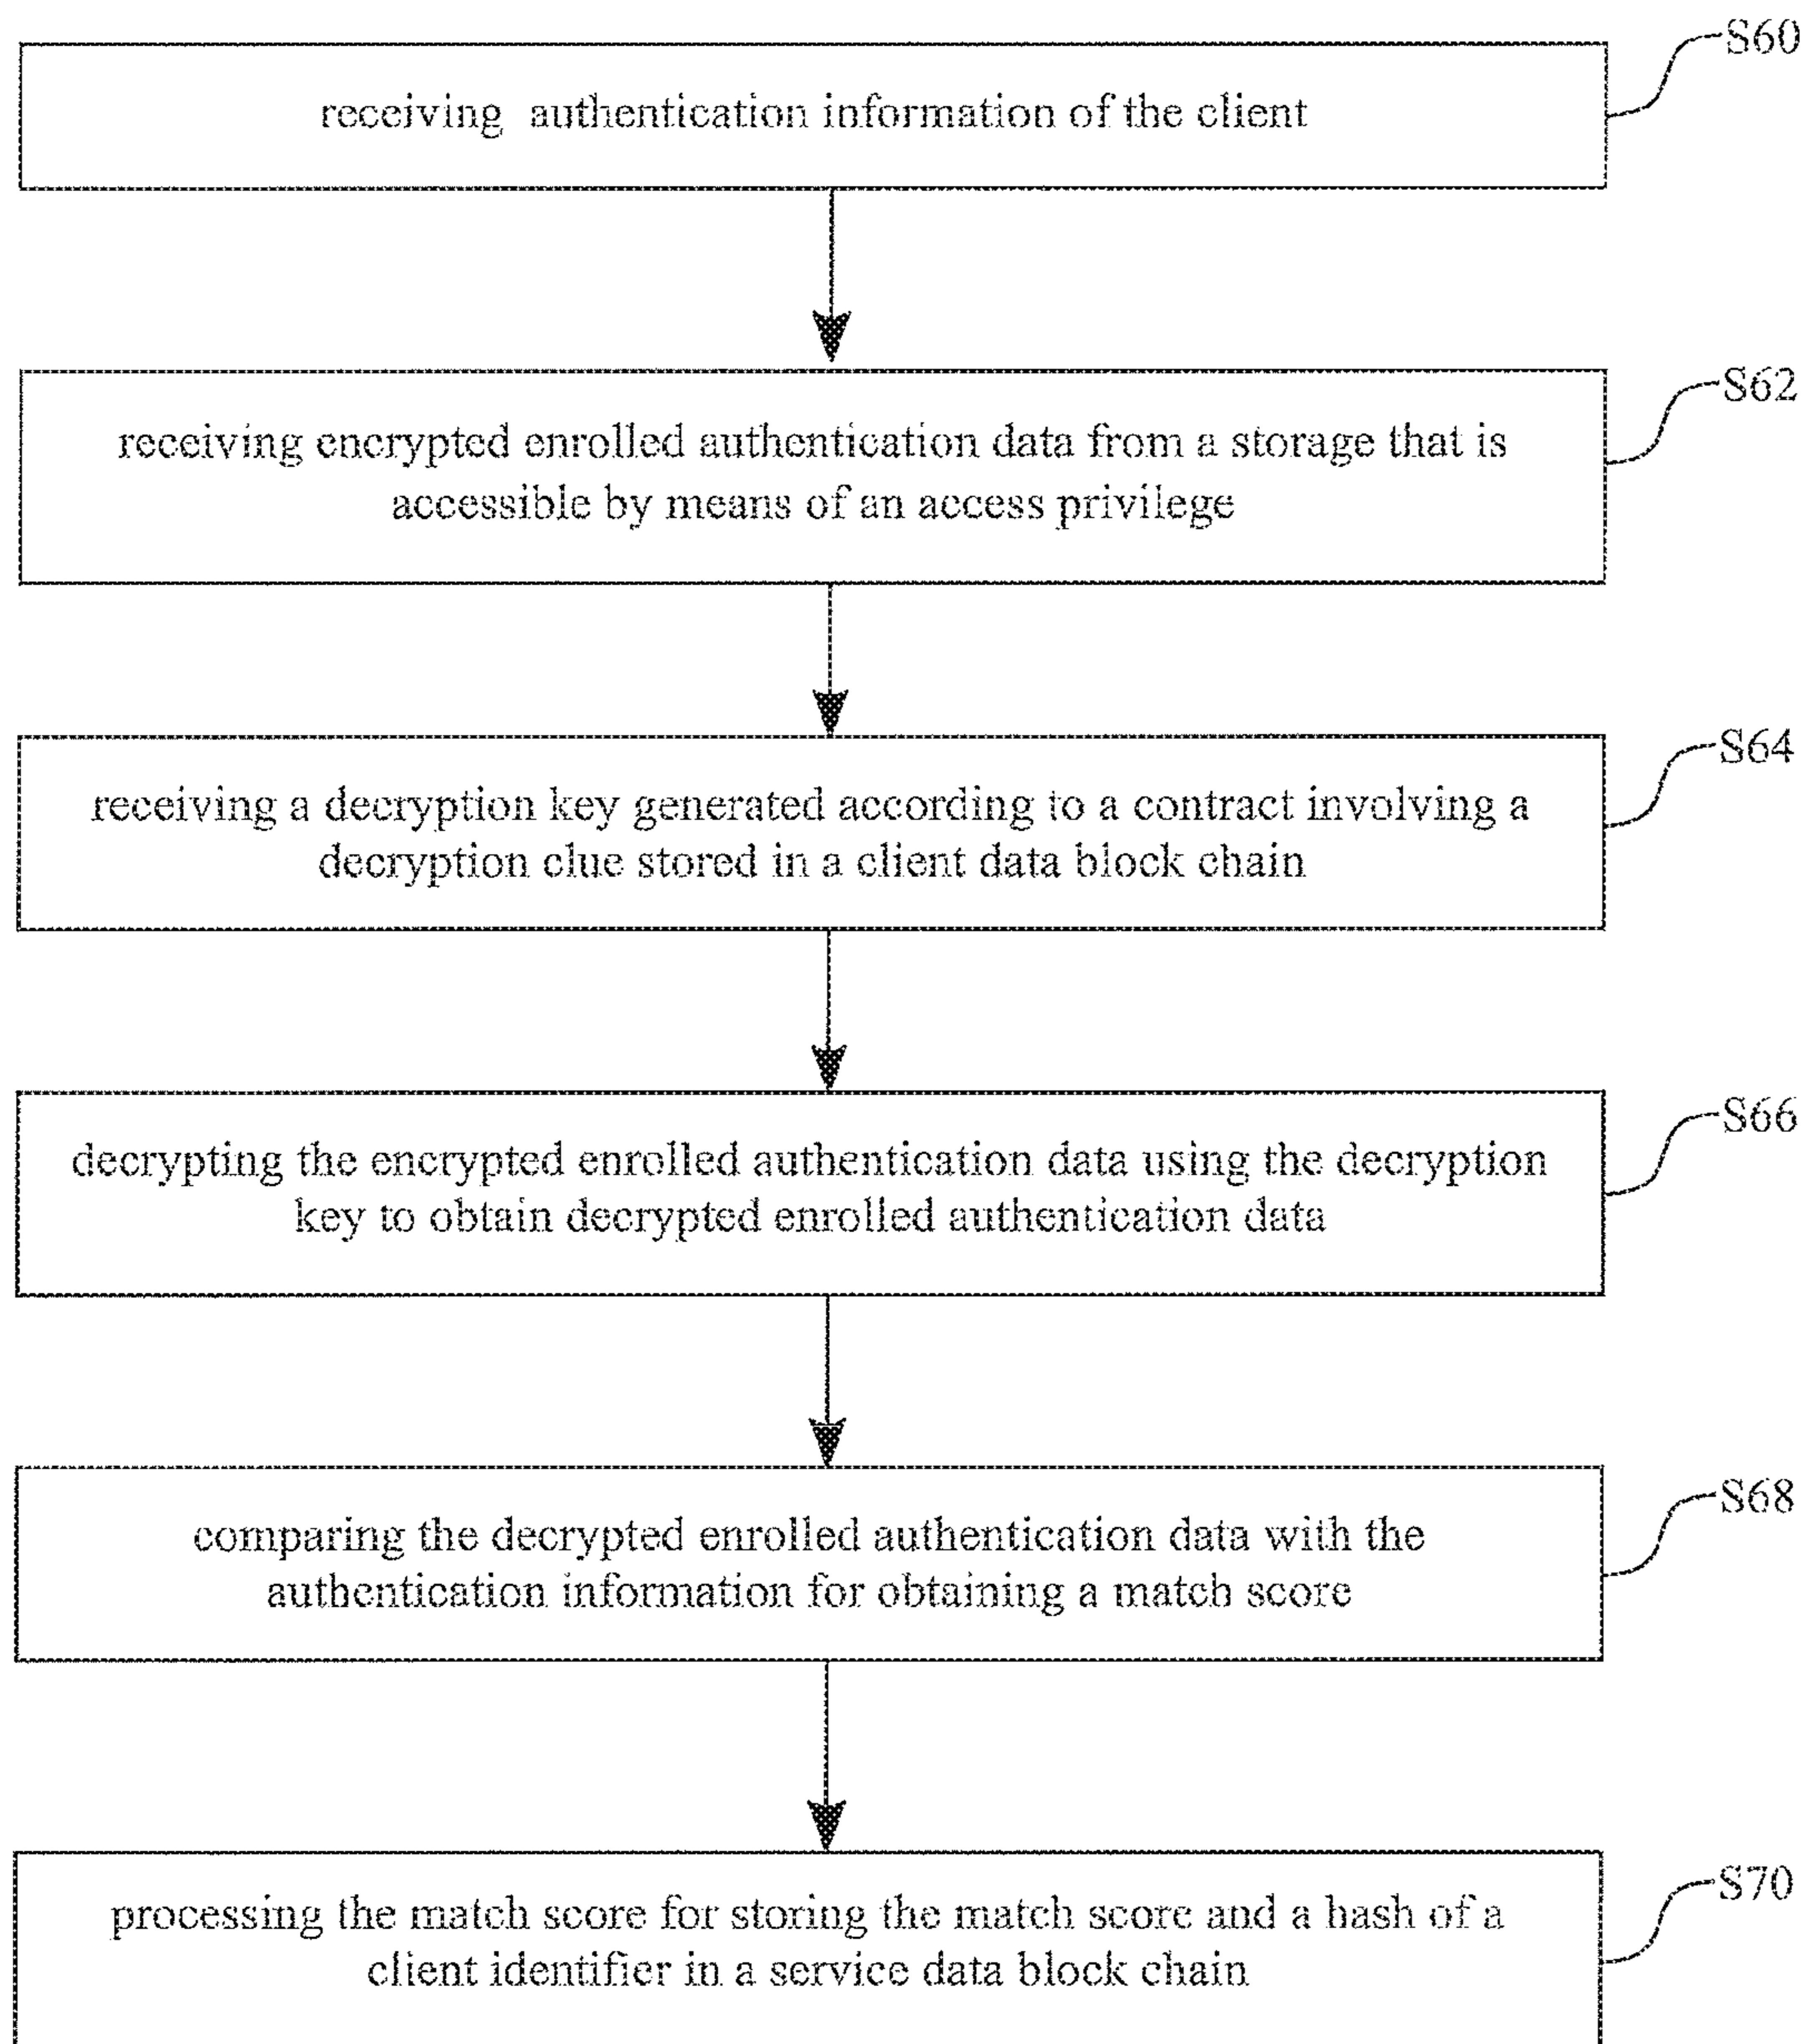 S60
receiving authentication information of the client
S62
receiving encrypted enrolled authentication data from a storage that is
accessible by means of an access privilege
S64
receiving a decryption key generated according to a contract involving a
decryption clue stored in a client data block chain
S66
decrypting the encrypted enrolled authentication data using the decryption
key to obtain decrypted enrolled authentication data
S68
comparing the decrypted enrolled authentication data with the
authentication information for obtaining a match score
S70
processing the match score for storing the match score and a hash of a
client identifier in a service data block chain